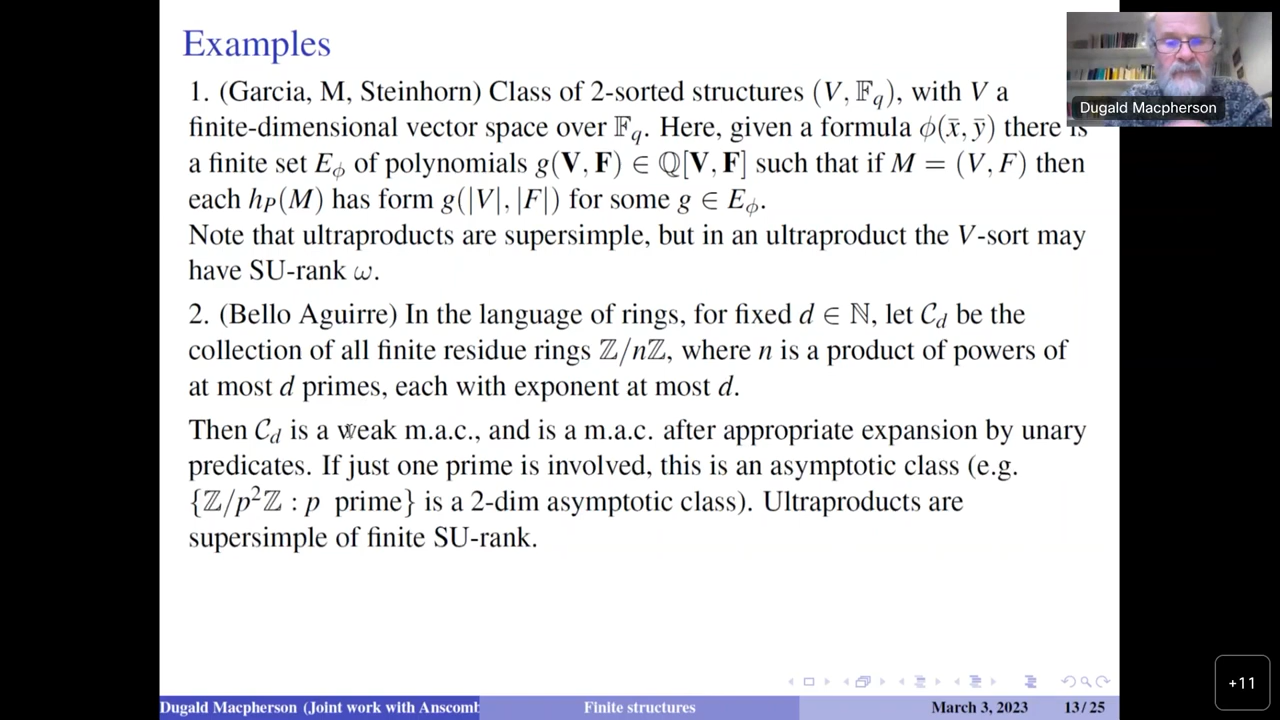 Examples
1. (Garcia, M, Steinhorn) Class of 2-sorted structures (V, 𝔽_q), with V a
finite-dimensional vector space over 𝔽_q. Here, given a formula ϕ(x̄, ȳ) there is
a finite set E_ϕ of polynomials g(𝐕, 𝐅) ∈ ℚ[𝐕, 𝐅] such that if M = (V, F) then
each h_P(M) has form g(|V|, |F|) for some g ∈ E_ϕ.
Note that ultraproducts are supersimple, but in an ultraproduct the V-sort may
have SU-rank ω.
2. (Bello Aguirre) In the language of rings, for fixed d ∈ ℕ, let 𝒞_d be the
collection of all finite residue rings ℤ/nℤ, where n is a product of powers of
at most d primes, each with exponent at most d.
Then 𝒞_d is a weak m.a.c., and is a m.a.c. after appropriate expansion by unary
predicates. If just one prime is involved, this is an asymptotic class (e.g.
{ℤ/p²ℤ : p prime} is a 2-dim asymptotic class). Ultraproducts are
supersimple of finite SU-rank.
Dugald Macpherson
+11
Dugald Macpherson (Joint work with Anscomb
Finite structures
March 3, 2023
13 / 25